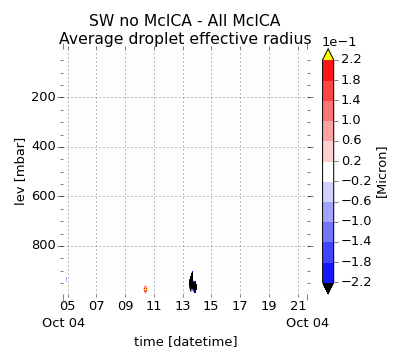 SW no McICA - All McICA
Average droplet effective radius
1e−1
2.2
1.8
1.4
1.0
0.6
0.2
−0.2
−0.6
−1.0
−1.4
−1.8
−2.2
[Micron]
lev [mbar]
200
400
600
800
05 07 09 11 13 15 17 19 21
Oct 04 Oct 04
time [datetime]